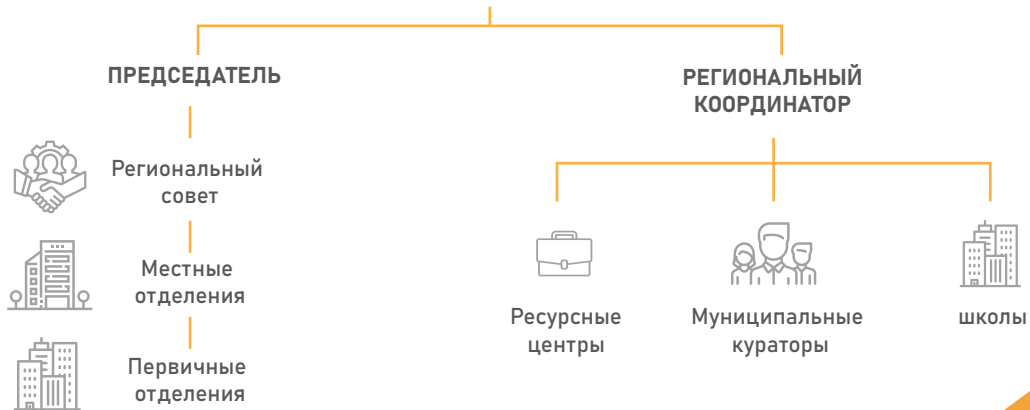 ПРЕДСЕДАТЕЛЬ
Региональный
совет
Местные
отделения
Первичные
отделения
РЕГИОНАЛЬНЫЙ
КООРДИНАТОР
Ресурсные
центры
Муниципальные
кураторы
школы